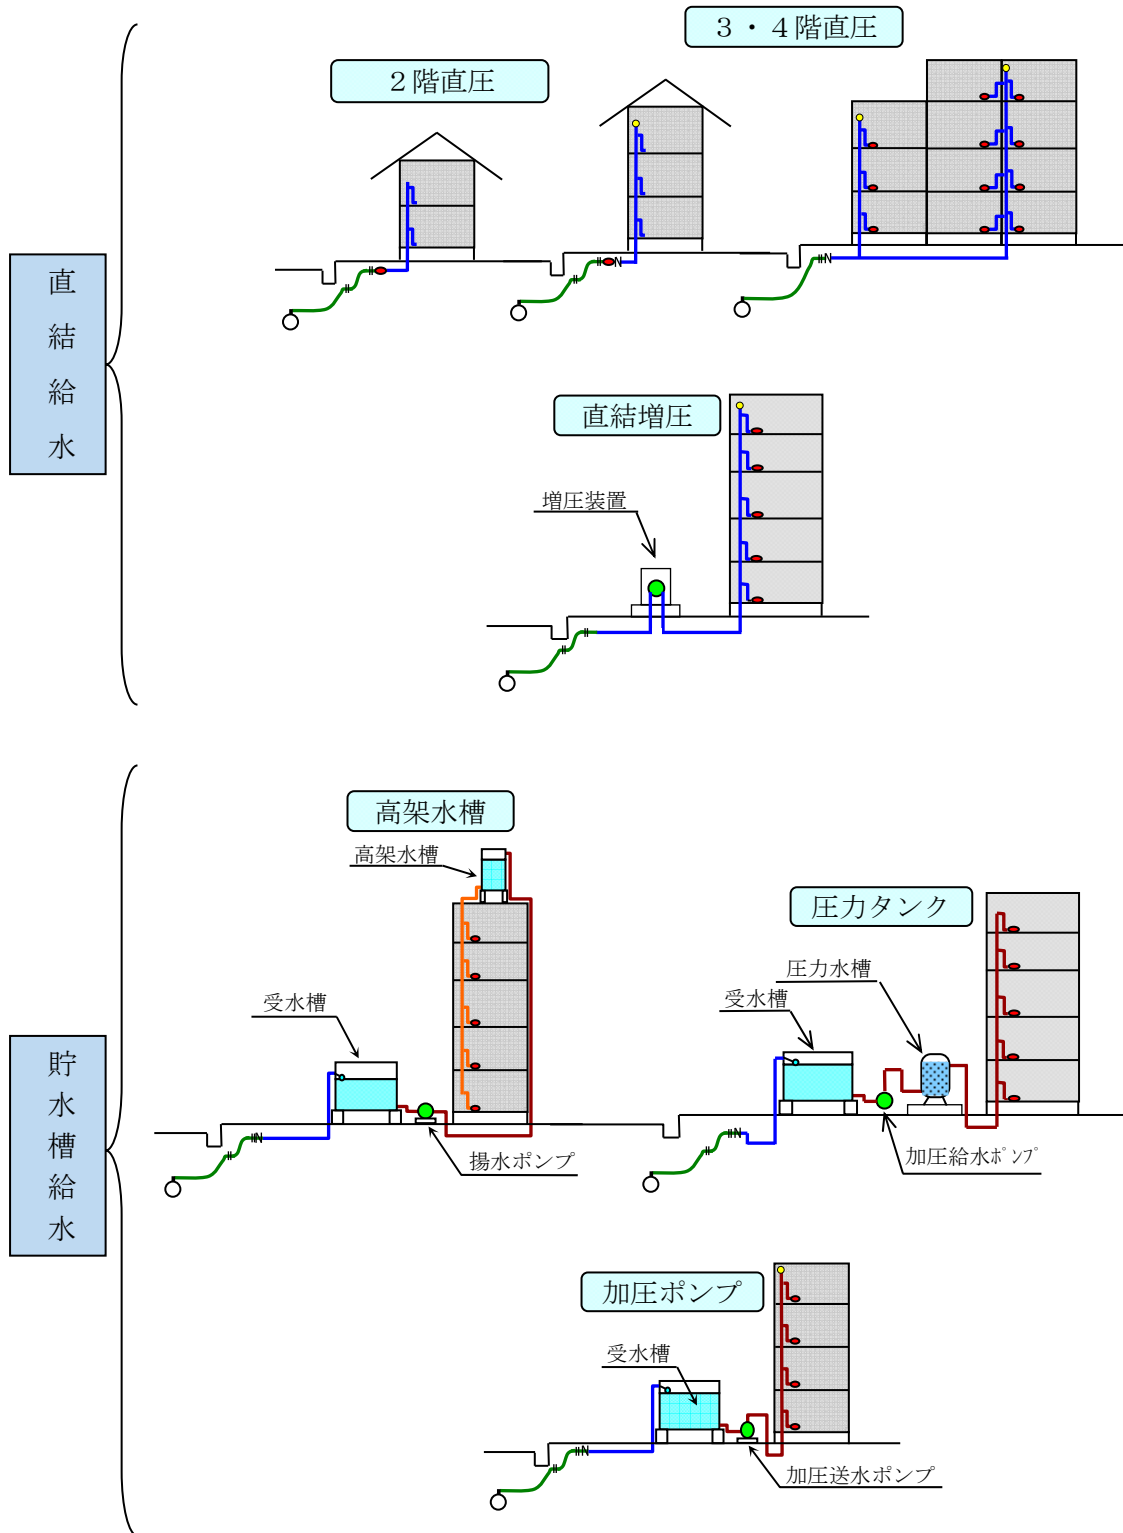 ３・４階直圧
２階直圧
直結給水
直結増圧
増圧装置
高架水槽
高架水槽
圧力タンク
圧力水槽
受水槽
受水槽
貯水槽給水
揚水ポンプ
加圧給水ﾎﾟﾝﾌﾟ
加圧ポンプ
受水槽
加圧送水ポンプ